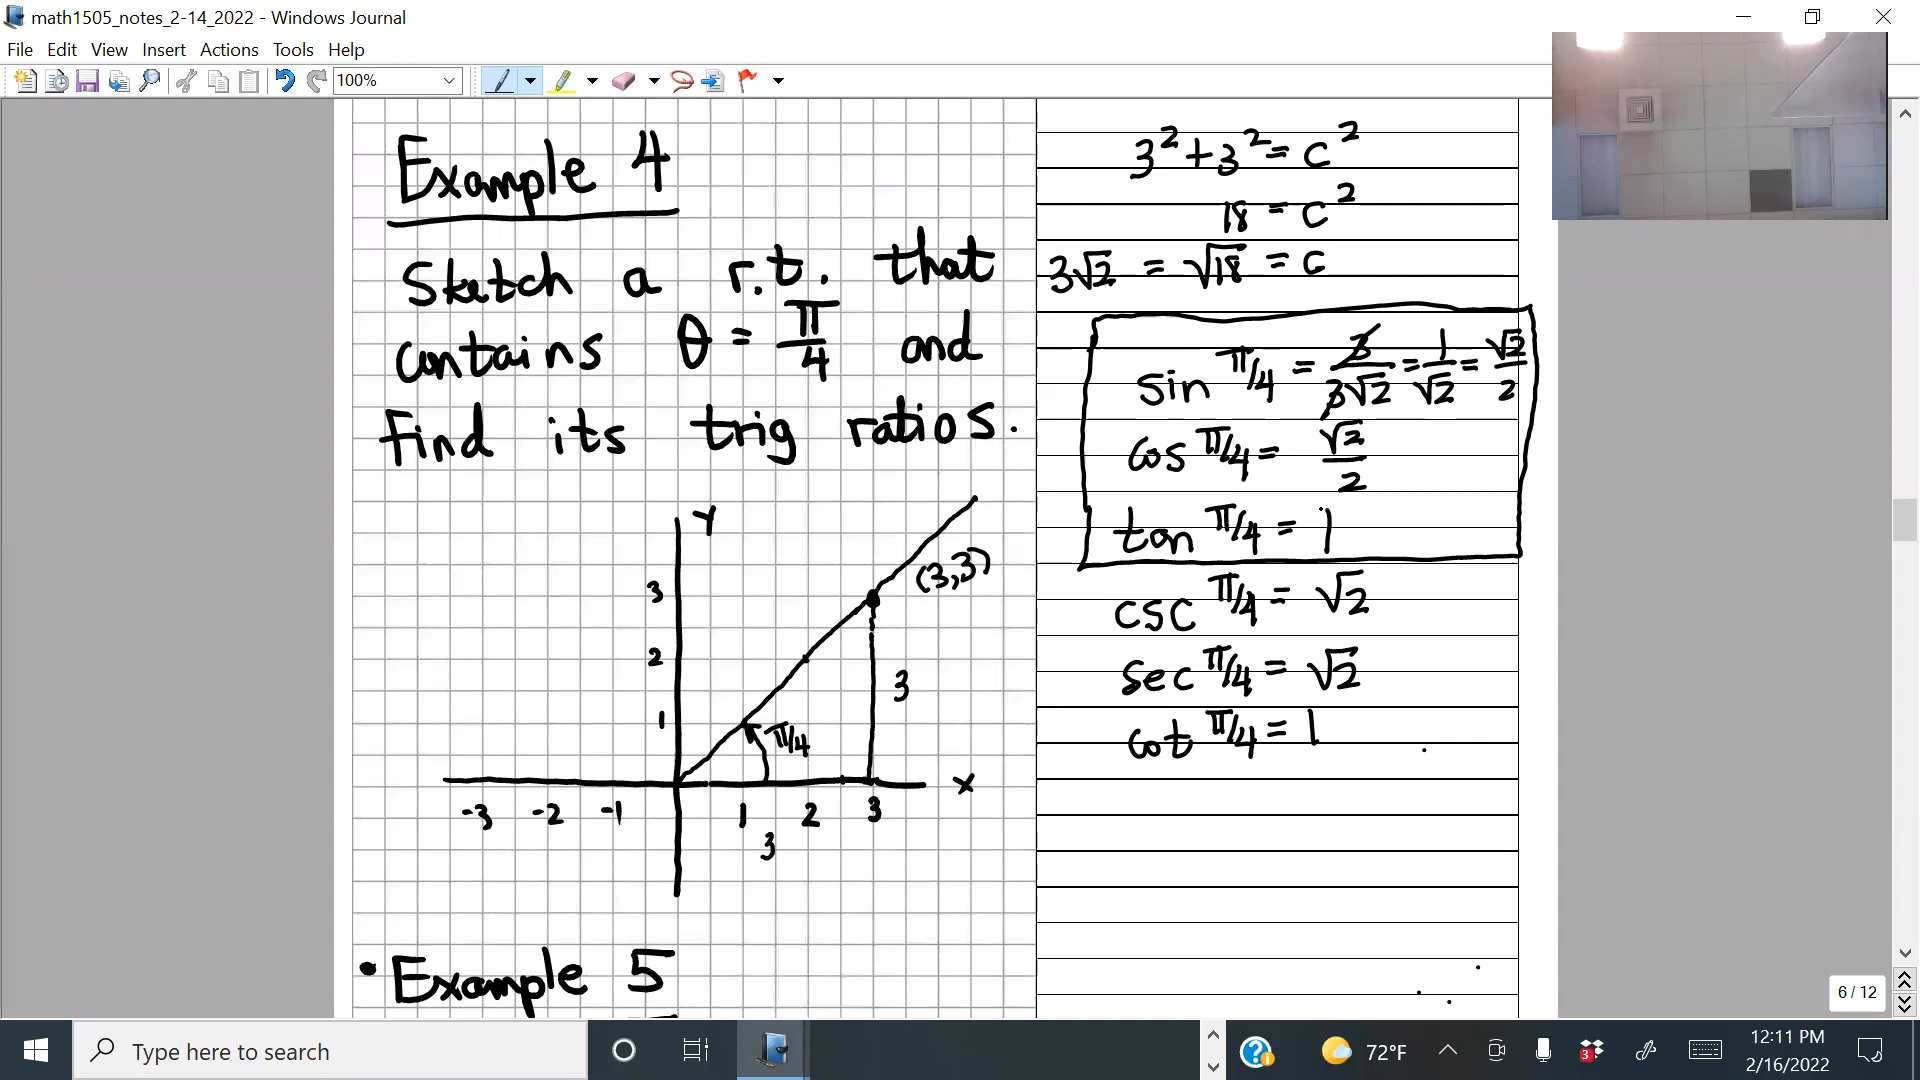 math1505_notes_2-14_2022 - Windows Journal
File Edit View Insert Actions Tools Help
100%
Example 4
Sketch a r.t. that
contains θ = π/4 and
find its trig ratios.
Y
(3,3)
3
2
3
1
π/4
x
-3 -2 -1 1 2 3
3
• Example 5
3² + 3² = c²
18 = c²
3√2 = √18 = c
sin π/4 = 3/3√2 = 1/√2 = √2/2
cos π/4 = √2/2
tan π/4 = 1
csc π/4 = √2
sec π/4 = √2
cot π/4 = 1
6 / 12
Type here to search
3
72°F
12:11 PM
2/16/2022